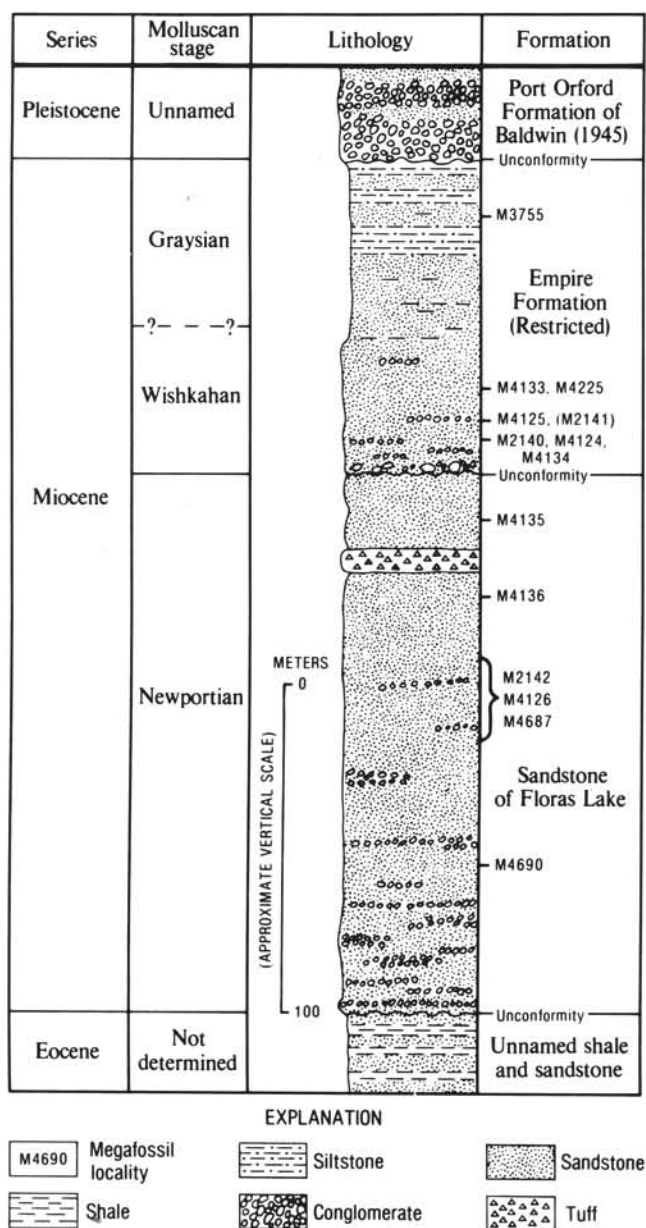 Series
Molluscan
stage
Lithology
Formation
Pleistocene
Unnamed
Port Orford
Formation of
Baldwin (1945)
Unconformity
Graysian
M3755
Empire
Formation
(Restricted)
?— — —?
Wishkahan
M4133, M4225
M4125, (M2141)
M2140, M4124,
M4134
Unconformity
Miocene
M4135
M4136
METERS
0
Newportian
M2142
M4126
M4687
Sandstone
of Floras Lake
(APPROXIMATE VERTICAL SCALE)
M4690
100
Unconformity
Eocene
Not
determined
Unnamed shale
and sandstone
EXPLANATION
M4690
Megafossil
locality
Siltstone
Sandstone
Shale
Conglomerate
Tuff